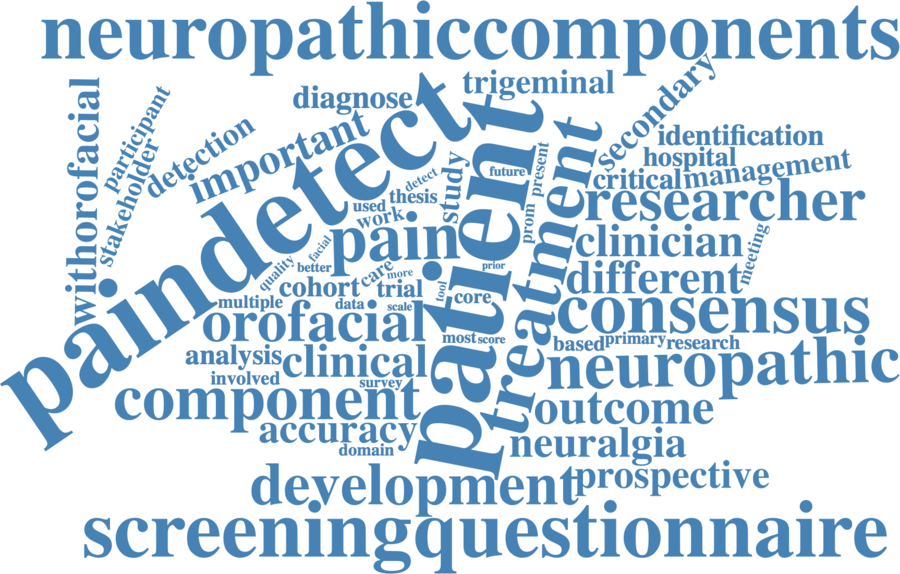 neuropathiccomponents
trigeminal
diagnose
secondary
withorofacial
participant
stakeholder
detection
important
paindetect
patient
treatment
identification
hospital
criticalmanagement
researcher
clinician
different
meeting
consensus
future
present
prom
study
detect
thesis
used
work
pain
facial
quality
better
care
more
prior
cohort
trial
tool
core
multiple
data
scale
orofacial
most
score
based
primary
research
analysis
clinical
neuropathic
involved
survey
component
outcome
accuracy
domain
neuralgia
development
prospective
screeningquestionnaire